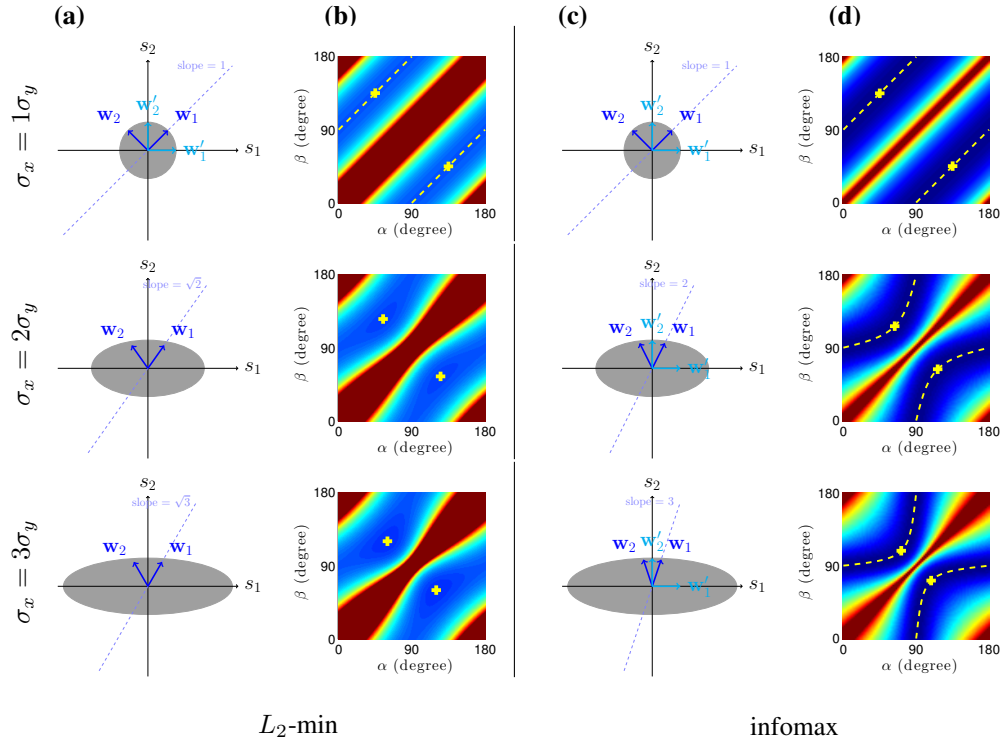 (a) (b) (c) (d)
σx = 1σy
s2
slope = 1
w2 w′2 w1
w′1 s1
180
90
0
β (degree)
0 90 180
α (degree)
s2
slope = 1
w2 w′2 w1
w′1 s1
180
90
0
β (degree)
0 90 180
α (degree)
σx = 2σy
s2
slope = √2
w2 w1
s1
180
90
0
β (degree)
0 90 180
α (degree)
s2
slope = 2
w2 w′2 w1
w′1 s1
180
90
0
β (degree)
0 90 180
α (degree)
σx = 3σy
s2
slope = √3
w2 w1
s1
180
90
0
β (degree)
0 90 180
α (degree)
s2
slope = 3
w2 w′2 w1
w′1 s1
180
90
0
β (degree)
0 90 180
α (degree)
L2-min infomax